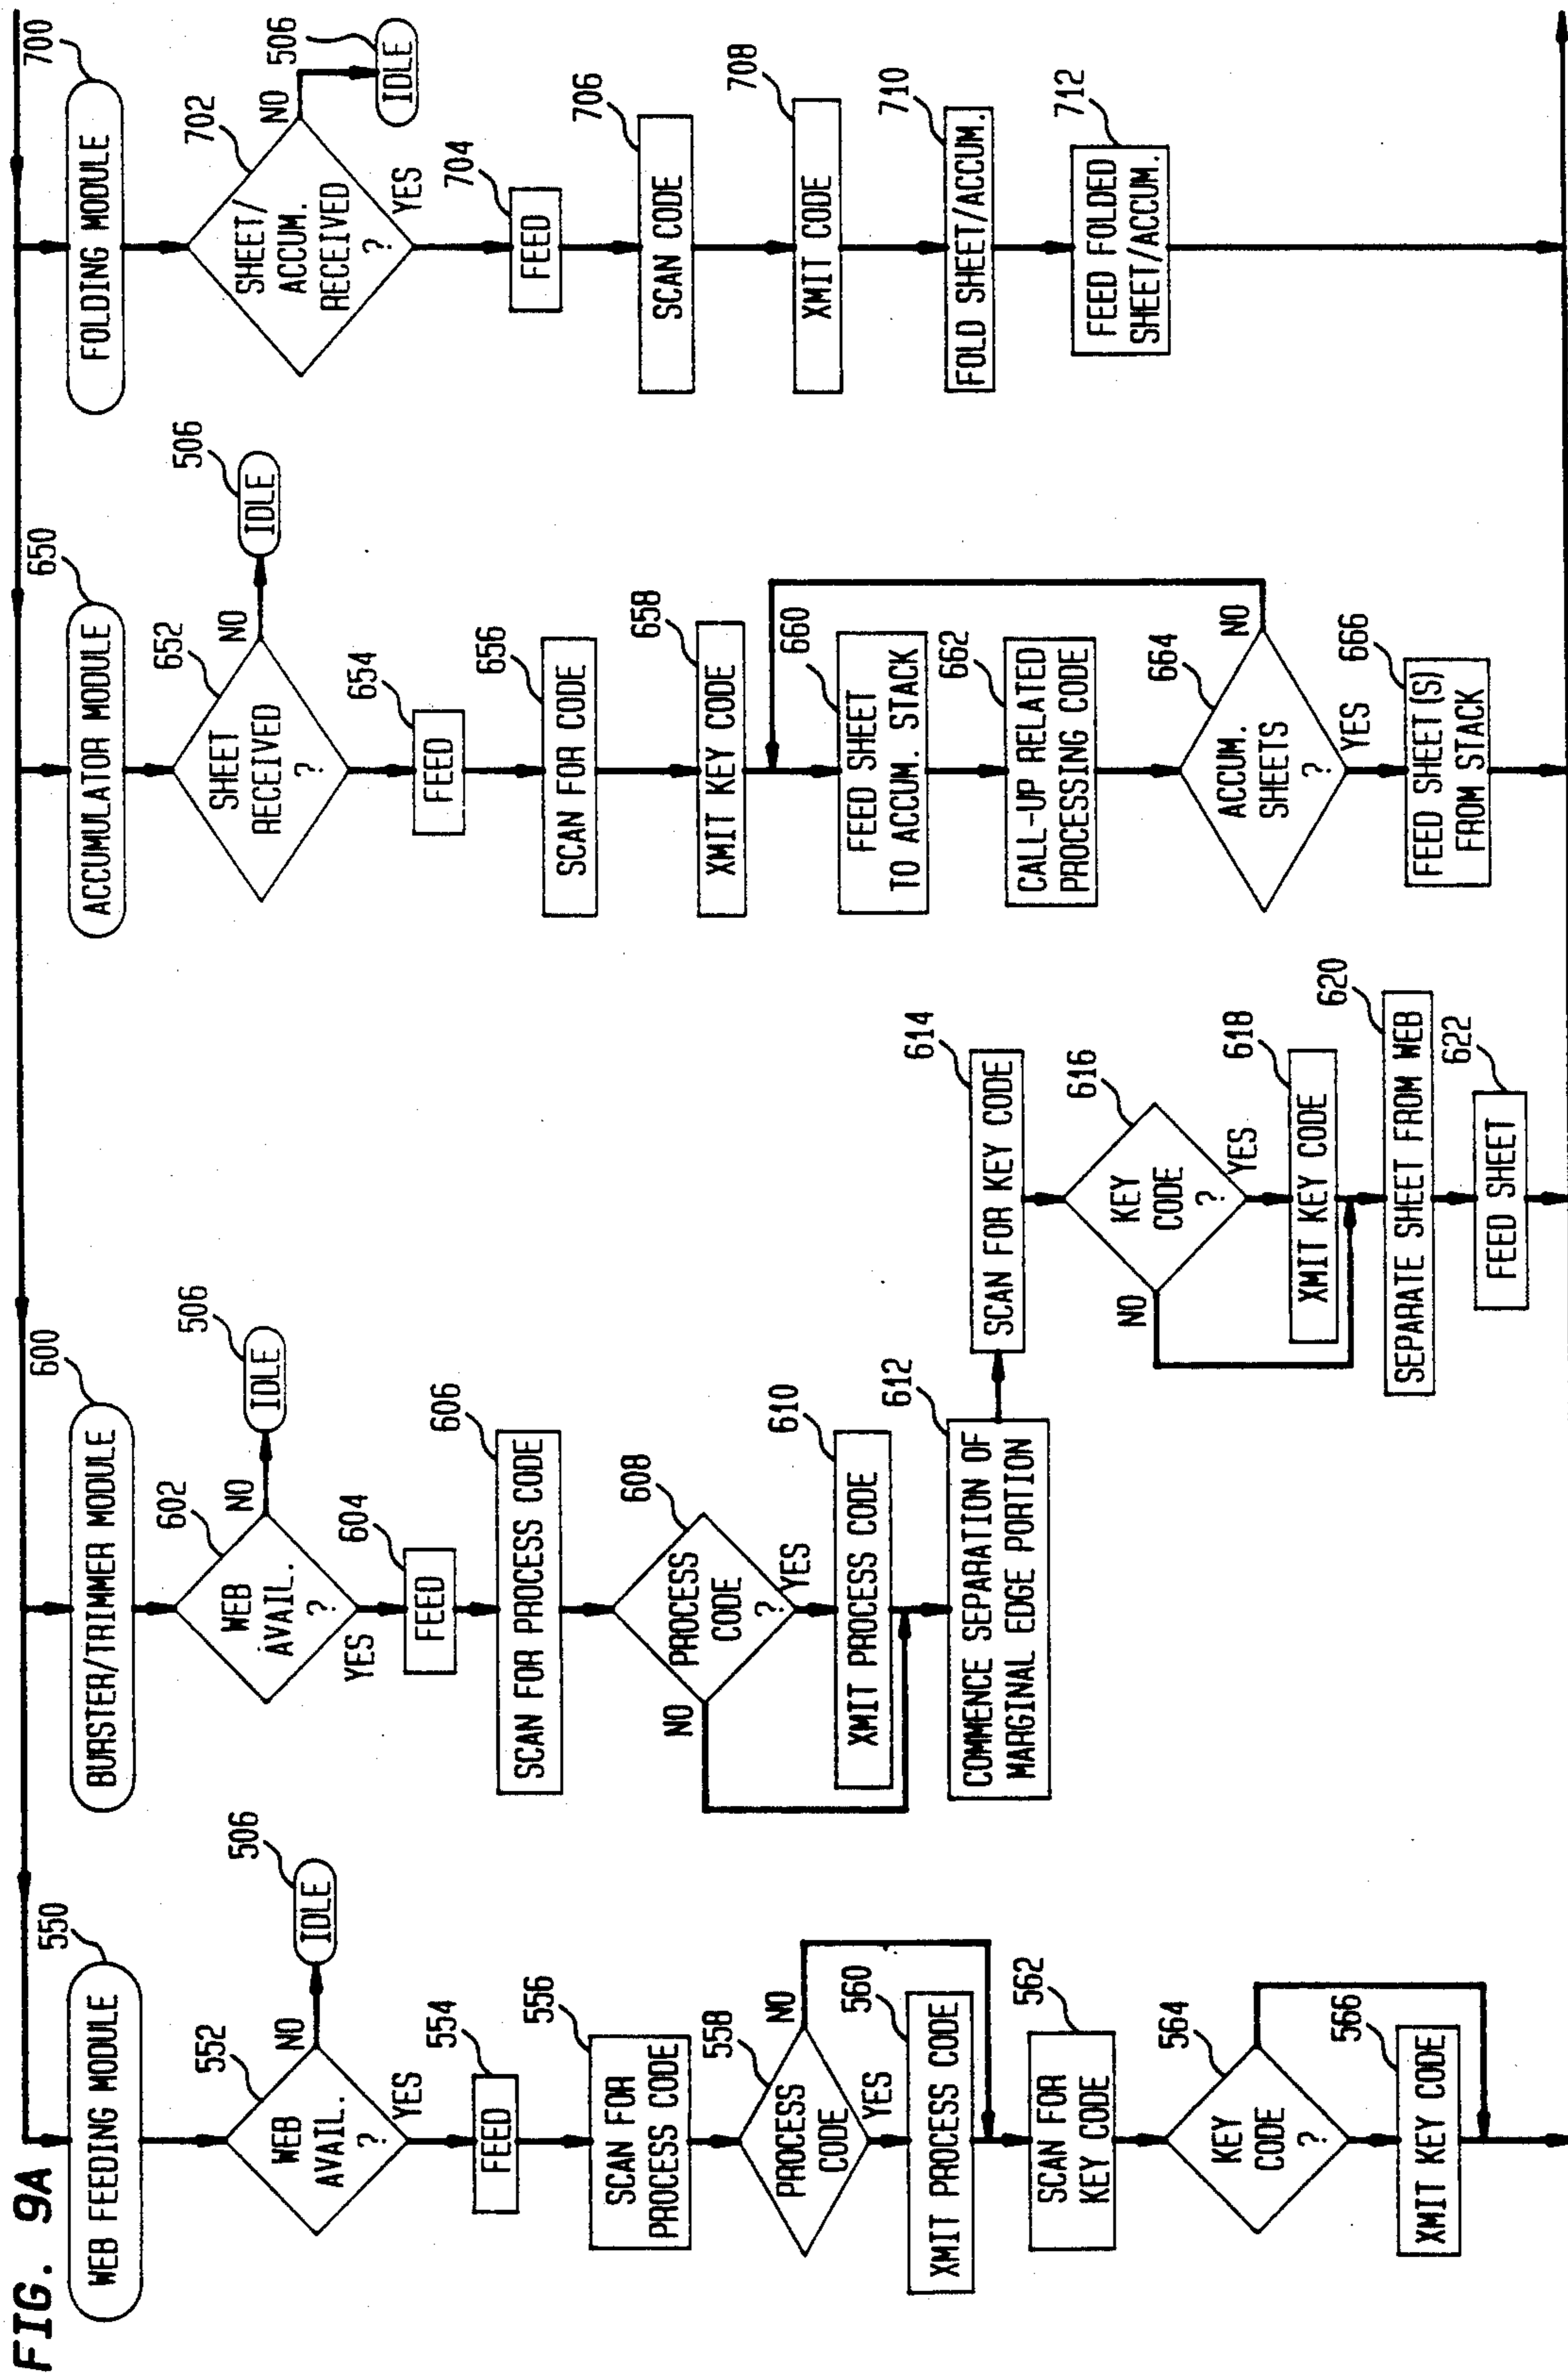 FIG. 9A
550
WEB FEEDING MODULE
552
WEB
AVAIL.
?
NO
506
IDLE
YES
554
FEED
556
SCAN FOR
PROCESS CODE
558
PROCESS
CODE
NO
YES
560
XMIT PROCESS CODE
562
SCAN FOR
KEY CODE
564
KEY
CODE
?
566
XMIT KEY CODE
600
BURSTER/TRIMMER MODULE
602
WEB
AVAIL.
?
NO
506
IDLE
YES
604
FEED
606
SCAN FOR PROCESS CODE
608
PROCESS
CODE
?
NO
YES
610
XMIT PROCESS CODE
612
COMMENCE SEPARATION OF
MARGINAL EDGE PORTION
614
SCAN FOR KEY CODE
616
KEY
CODE
?
NO
YES
618
XMIT KEY CODE
620
SEPARATE SHEET FROM WEB
622
FEED SHEET
650
ACCUMULATOR MODULE
652
SHEET
RECEIVED
?
NO
506
IDLE
654
FEED
656
SCAN FOR CODE
658
XMIT KEY CODE
660
FEED SHEET
TO ACCUM. STACK
662
CALL-UP RELATED
PROCESSING CODE
664
ACCUM.
SHEETS
?
NO
YES
666
FEED SHEET(S)
FROM STACK
700
FOLDING MODULE
702
SHEET/
ACCUM.
RECEIVED
?
NO
506
IDLE
YES
704
FEED
706
SCAN CODE
708
XMIT CODE
710
FOLD SHEET/ACCUM.
712
FEED FOLDED
SHEET/ACCUM.